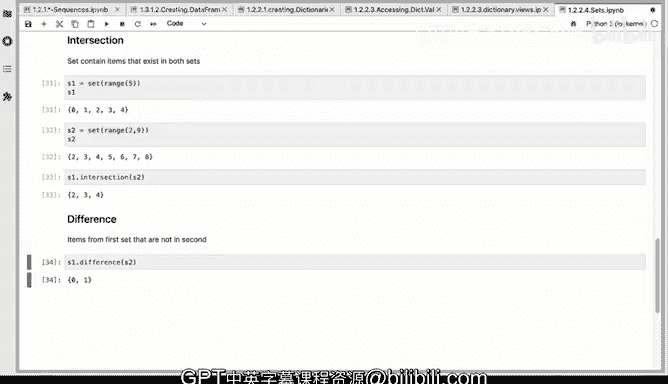 1.2.1.*-Sequences.ipynb
1.3.1.2.Creating.DataFram
1.2.2.1.creating.Dictionarie
1.2.2.3.Accessing.Dict.Val
1.2.2.3.dictionary.views.ip
1.2.2.4.Sets.ipynb
Code
Python 3
bilibili
Intersection
Set contain items that exist in both sets
[31]: s1 = set(range(5))
s1
[31]: {0, 1, 2, 3, 4}
[32]: s2 = set(range(2,9))
s2
[32]: {2, 3, 4, 5, 6, 7, 8}
[33]: s1.intersection(s2)
[33]: {2, 3, 4}
Difference
Items from first set that are not in second
[34]: s1.difference(s2)
[34]: {0, 1}
GPT中英字幕课程资源@bilibili.com